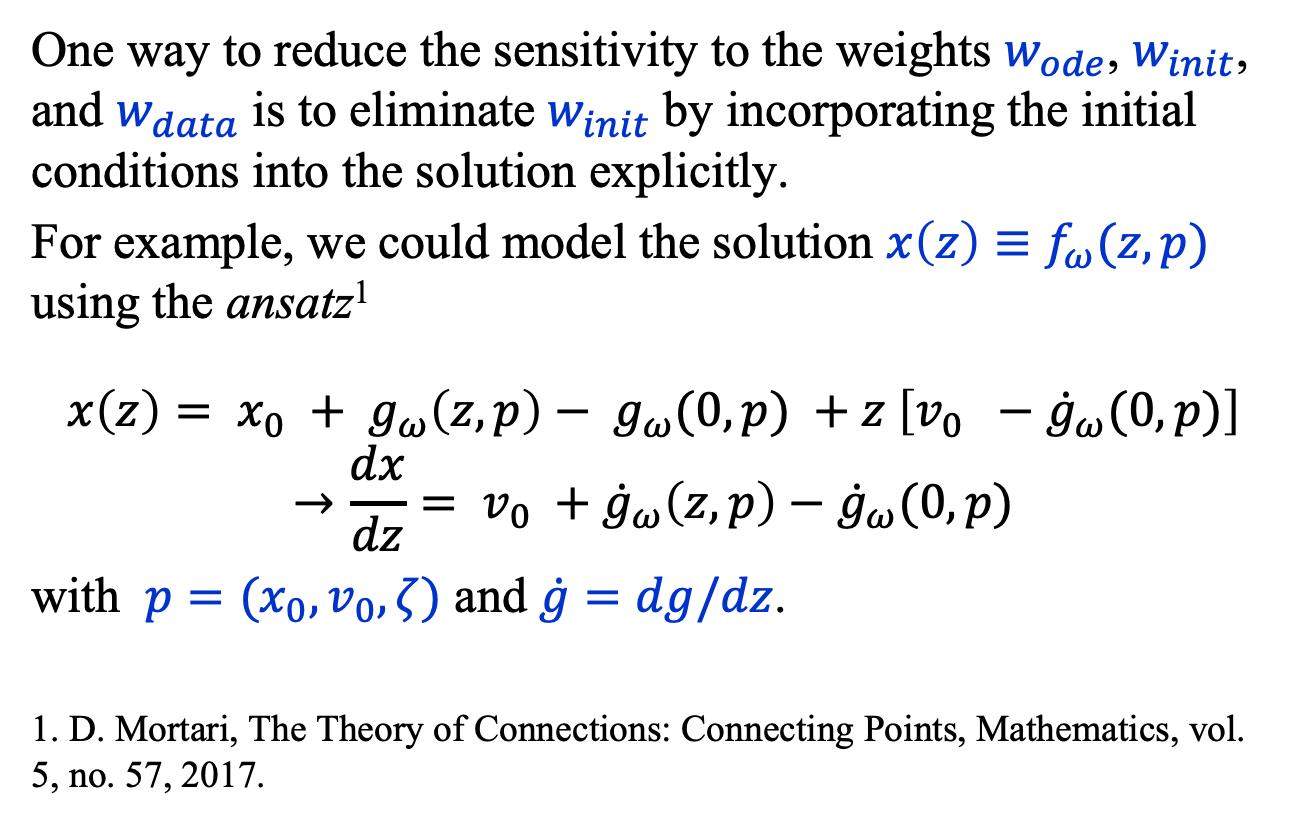 One way to reduce the sensitivity to the weights w_ode, w_init,
and w_data is to eliminate w_init by incorporating the initial
conditions into the solution explicitly.
For example, we could model the solution x(z) ≡ f_ω(z, p)
using the ansatz¹
x(z) = x₀ + g_ω(z, p) − g_ω(0, p) + z [v₀ − ġ_ω(0, p)]
→ dx/dz = v₀ + ġ_ω(z, p) − ġ_ω(0, p)
with p = (x₀, v₀, ζ) and ġ = dg/dz.
1. D. Mortari, The Theory of Connections: Connecting Points, Mathematics, vol.
5, no. 57, 2017.